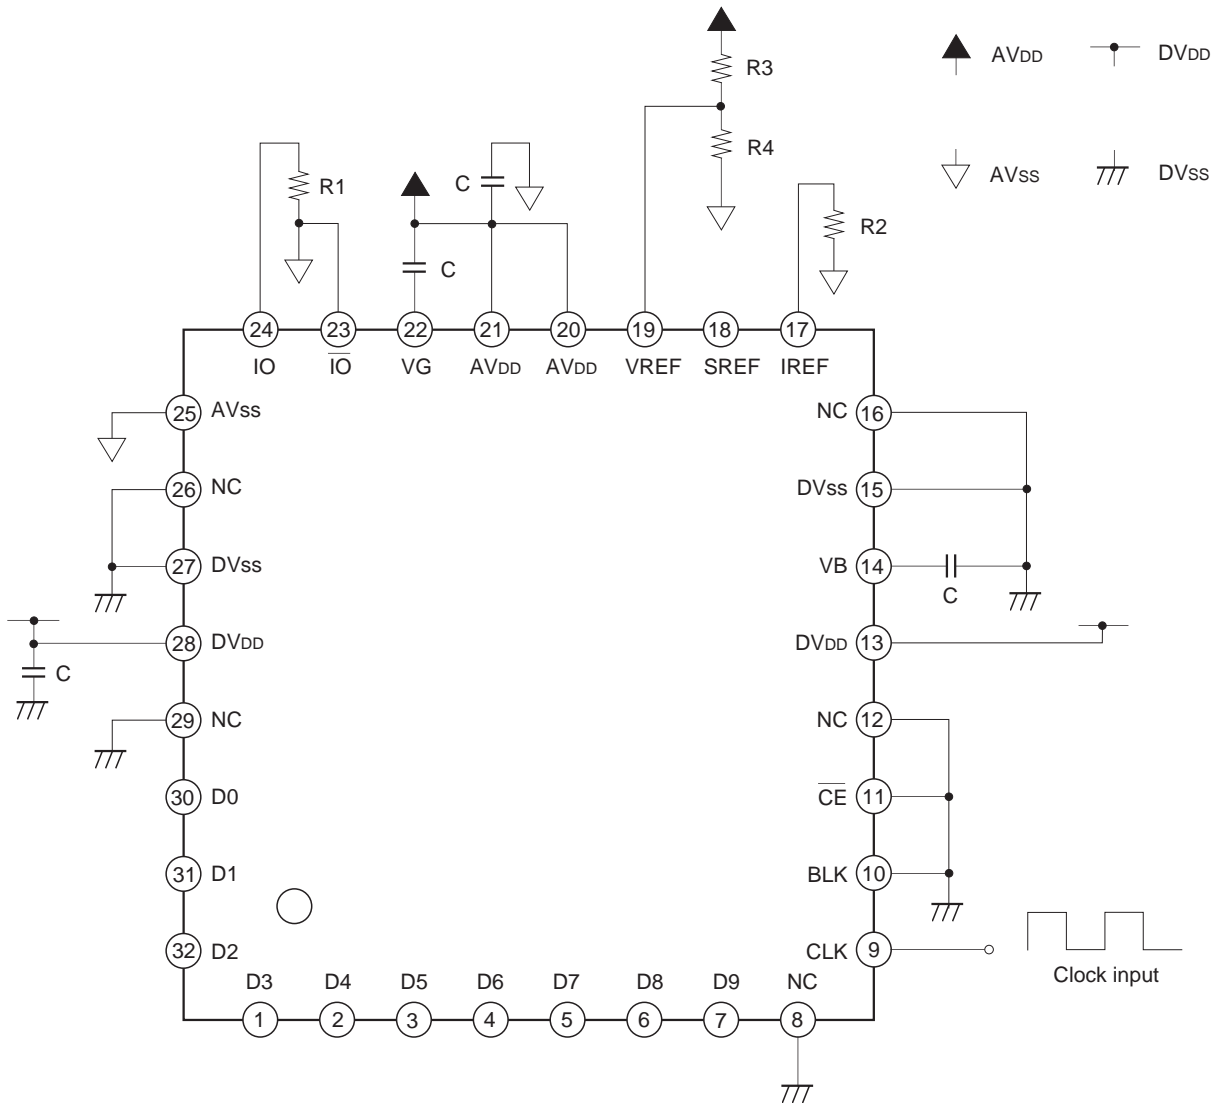 R3
AVDD
DVDD
R4
AVSS
DVSS
R1
C
R2
C
24
23
22
21
20
19
18
17
IO
IO
VG
AVDD
AVDD
VREF
SREF
IREF
25
AVss
NC
16
26
NC
DVss
15
27
DVss
VB
14
C
28
DVDD
DVDD
13
C
29
NC
NC
12
30
D0
CE
11
31
D1
BLK
10
32
D2
CLK
9
Clock input
D3
D4
D5
D6
D7
D8
D9
NC
1
2
3
4
5
6
7
8